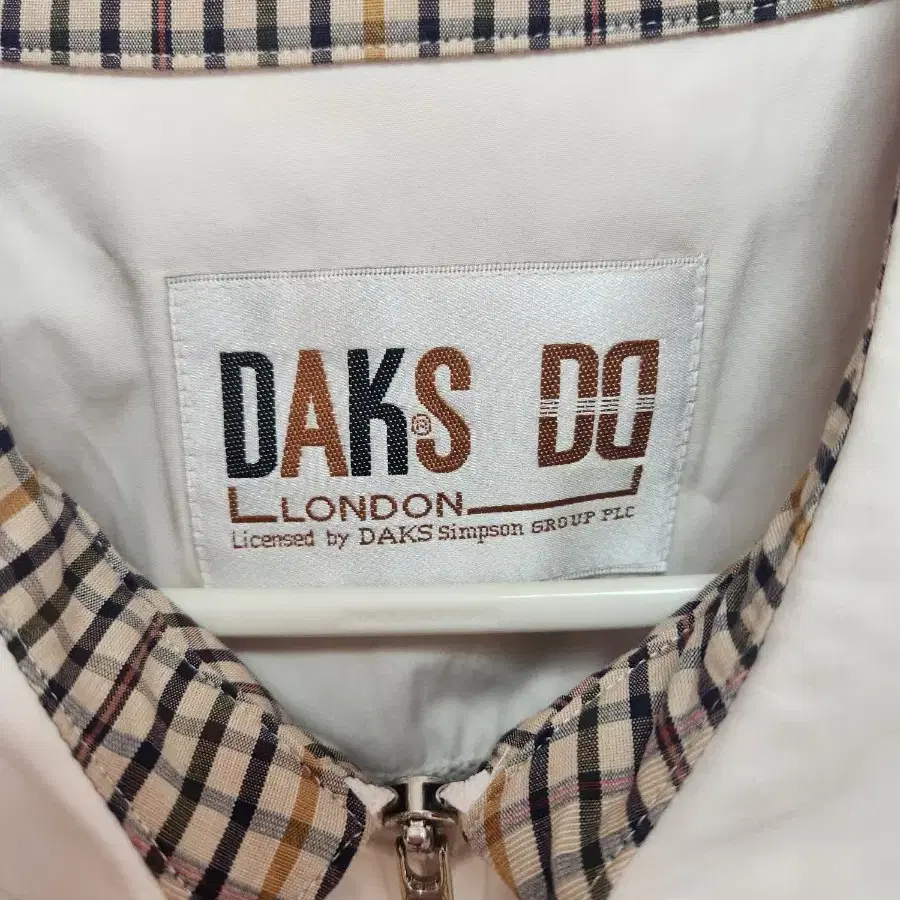 DAKS® DD
LONDON
Licensed by DAKS Simpson GROUP PLC